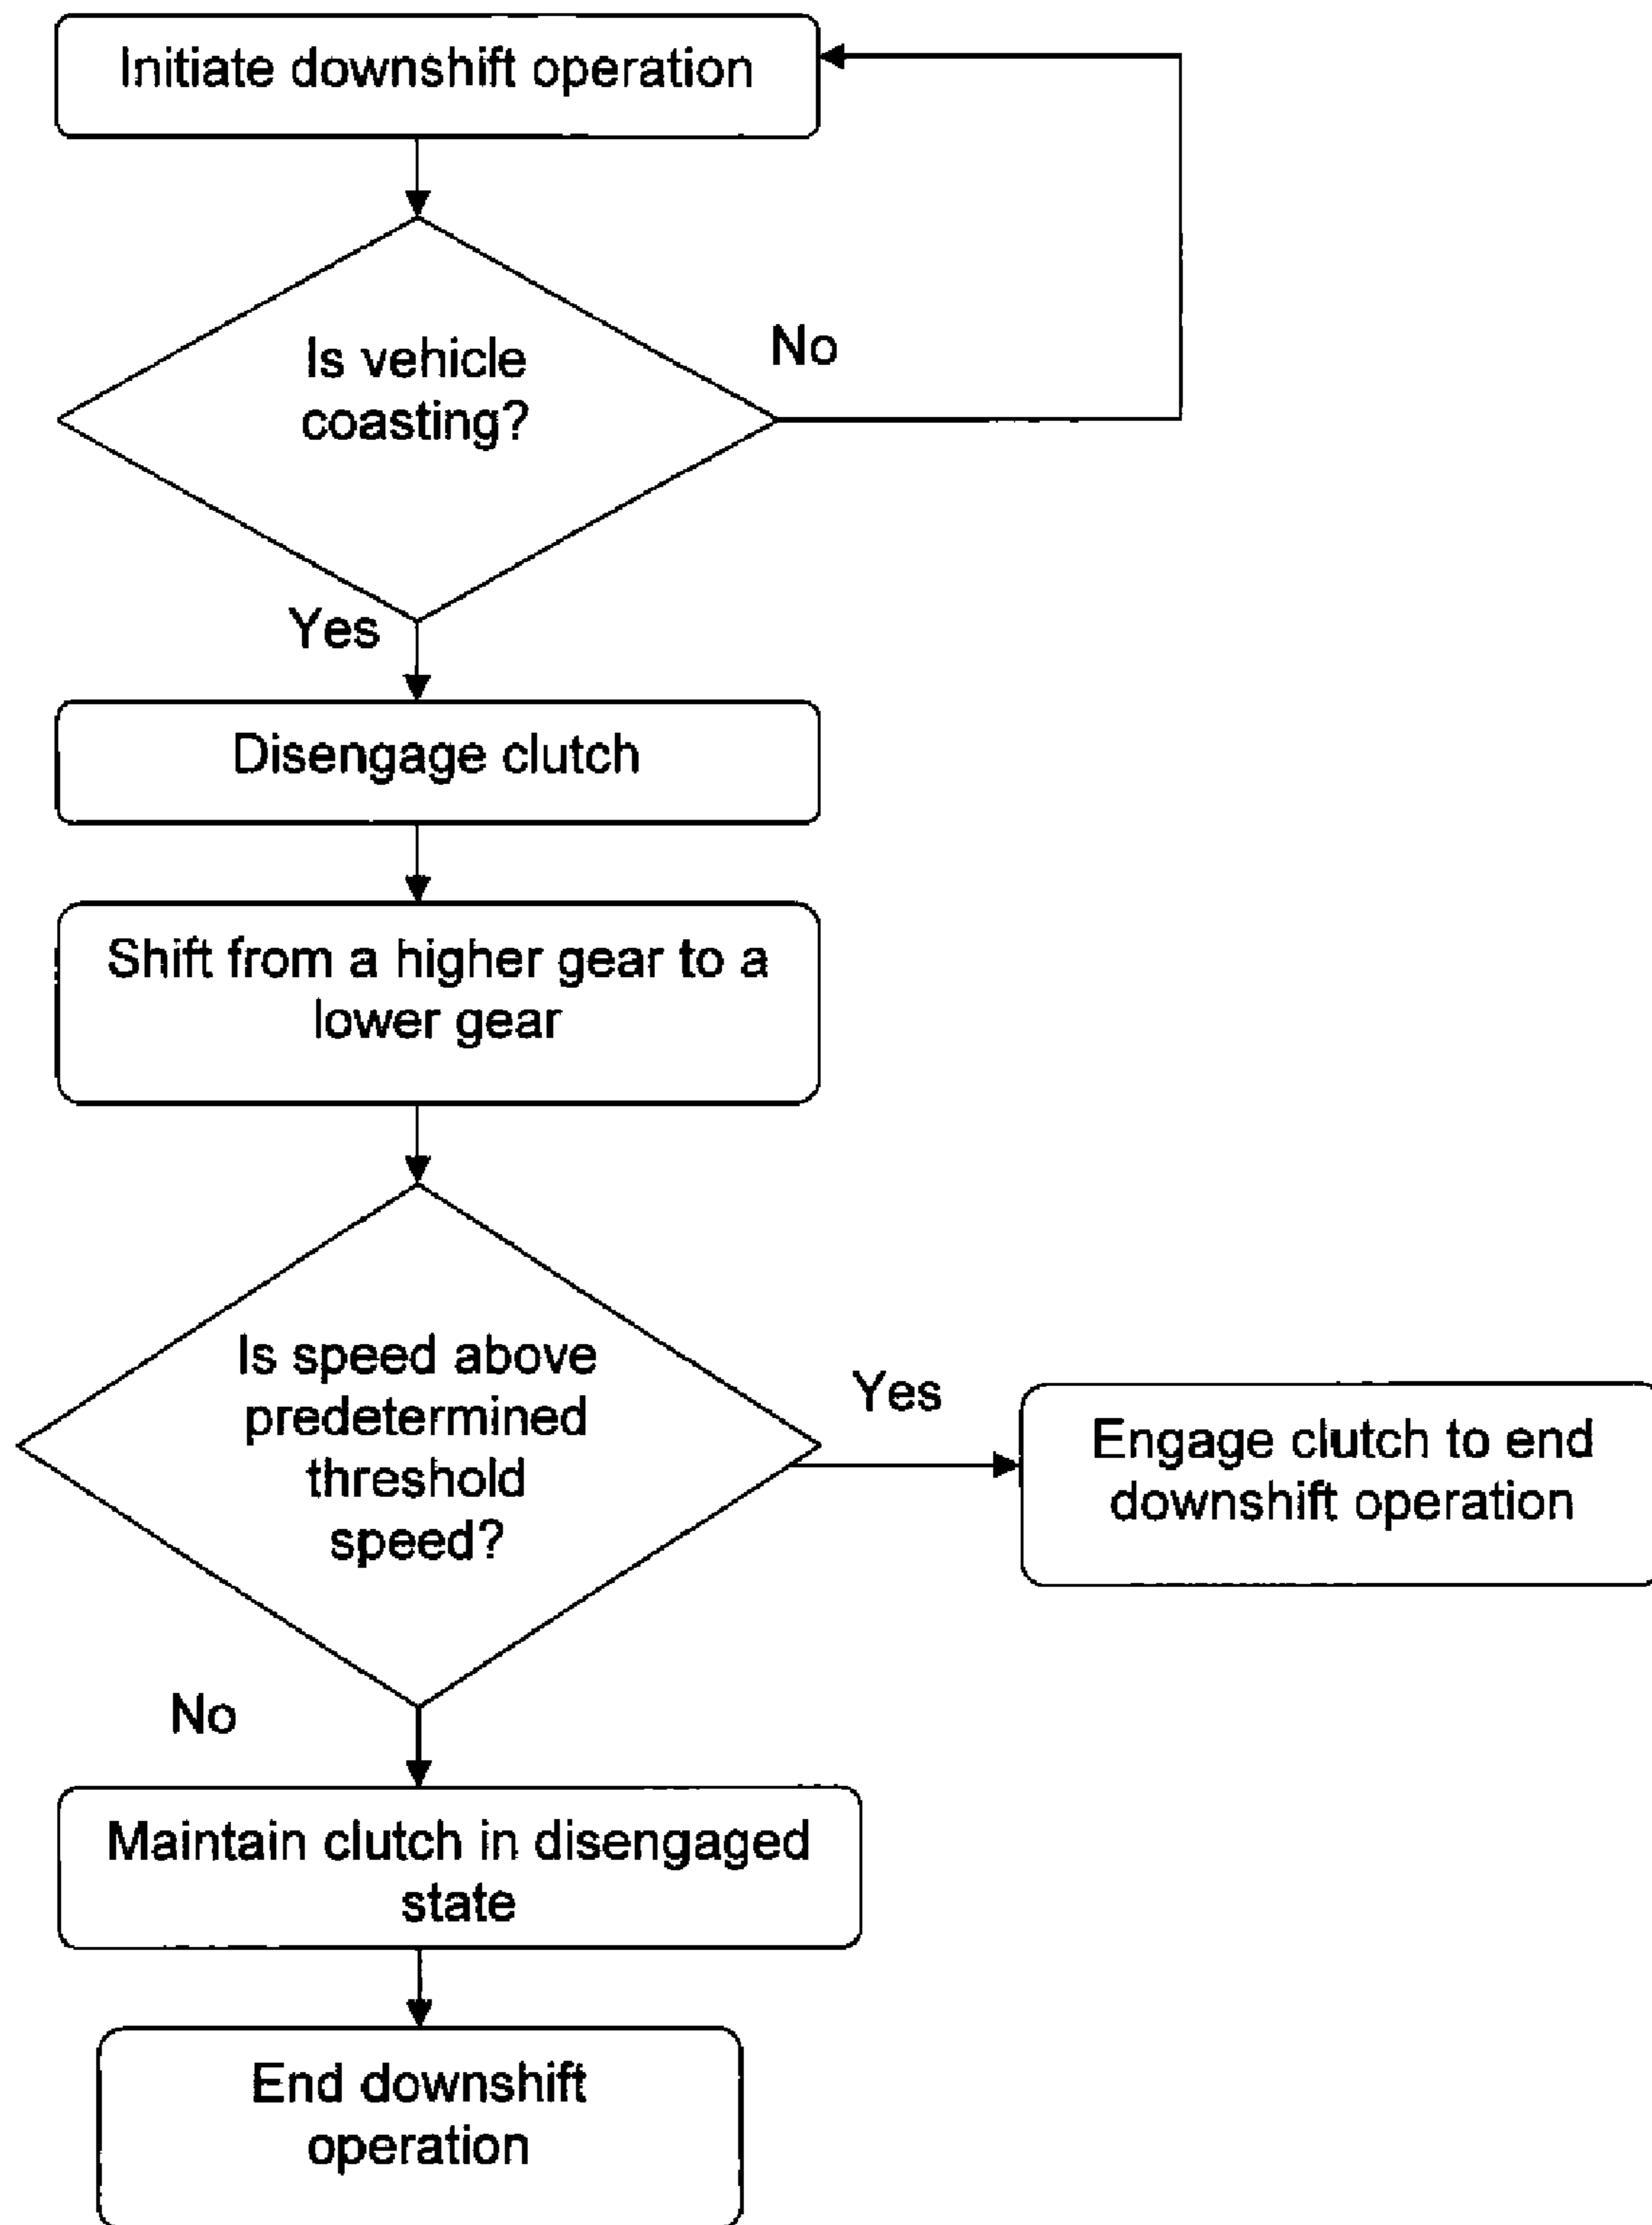 Initiate downshift operation
Is vehicle
coasting?
No
Yes
Disengage clutch
Shift from a higher gear to a
lower gear
Is speed above
predetermined
threshold
speed?
Yes
Engage clutch to end
downshift operation
No
Maintain clutch in disengaged
state
End downshift
operation